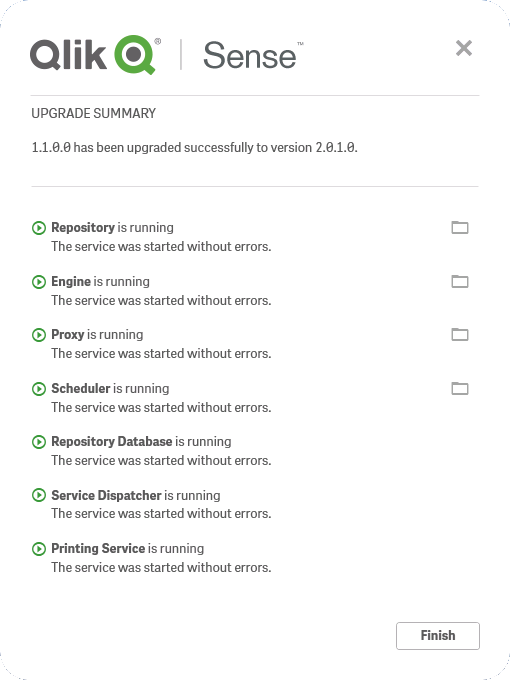 Qlik Q® | Sense™
UPGRADE SUMMARY
1.1.0.0 has been upgraded successfully to version 2.0.1.0.
Repository is running
The service was started without errors.
Engine is running
The service was started without errors.
Proxy is running
The service was started without errors.
Scheduler is running
The service was started without errors.
Repository Database is running
The service was started without errors.
Service Dispatcher is running
The service was started without errors.
Printing Service is running
The service was started without errors.
Finish